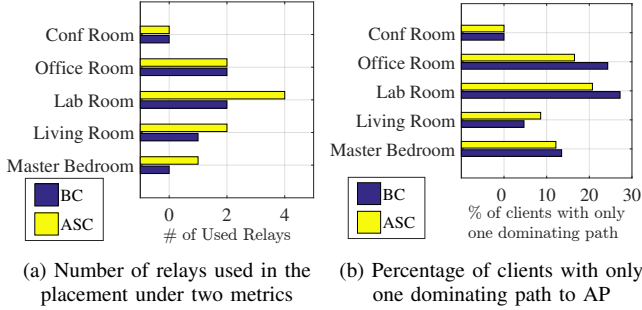 Conf Room
Office Room
Lab Room
Living Room
Master Bedroom
BC
ASC
0 2 4
# of Used Relays
(a) Number of relays used in the
placement under two metrics
Conf Room
Office Room
Lab Room
Living Room
Master Bedroom
BC
ASC
0 10 20 30
% of clients with only
one dominating path
(b) Percentage of clients with only
one dominating path to AP